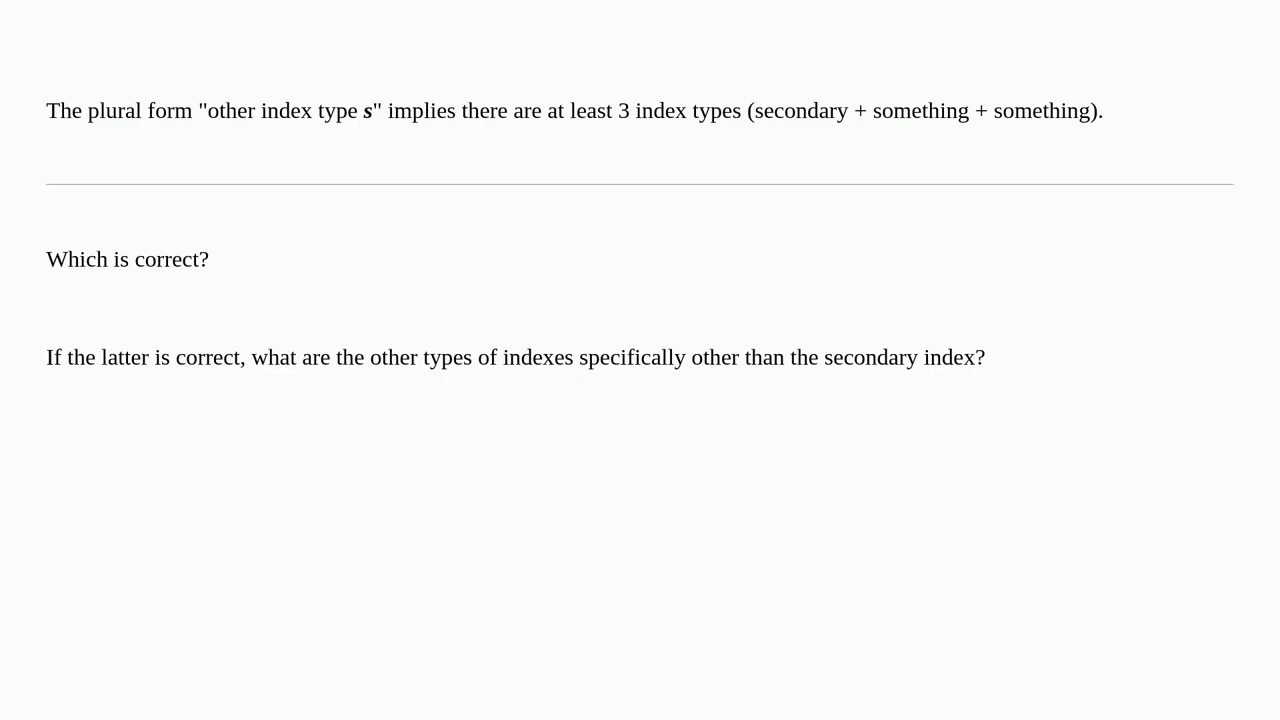 The plural form "other index type s" implies there are at least 3 index types (secondary + something + something).
Which is correct?
If the latter is correct, what are the other types of indexes specifically other than the secondary index?